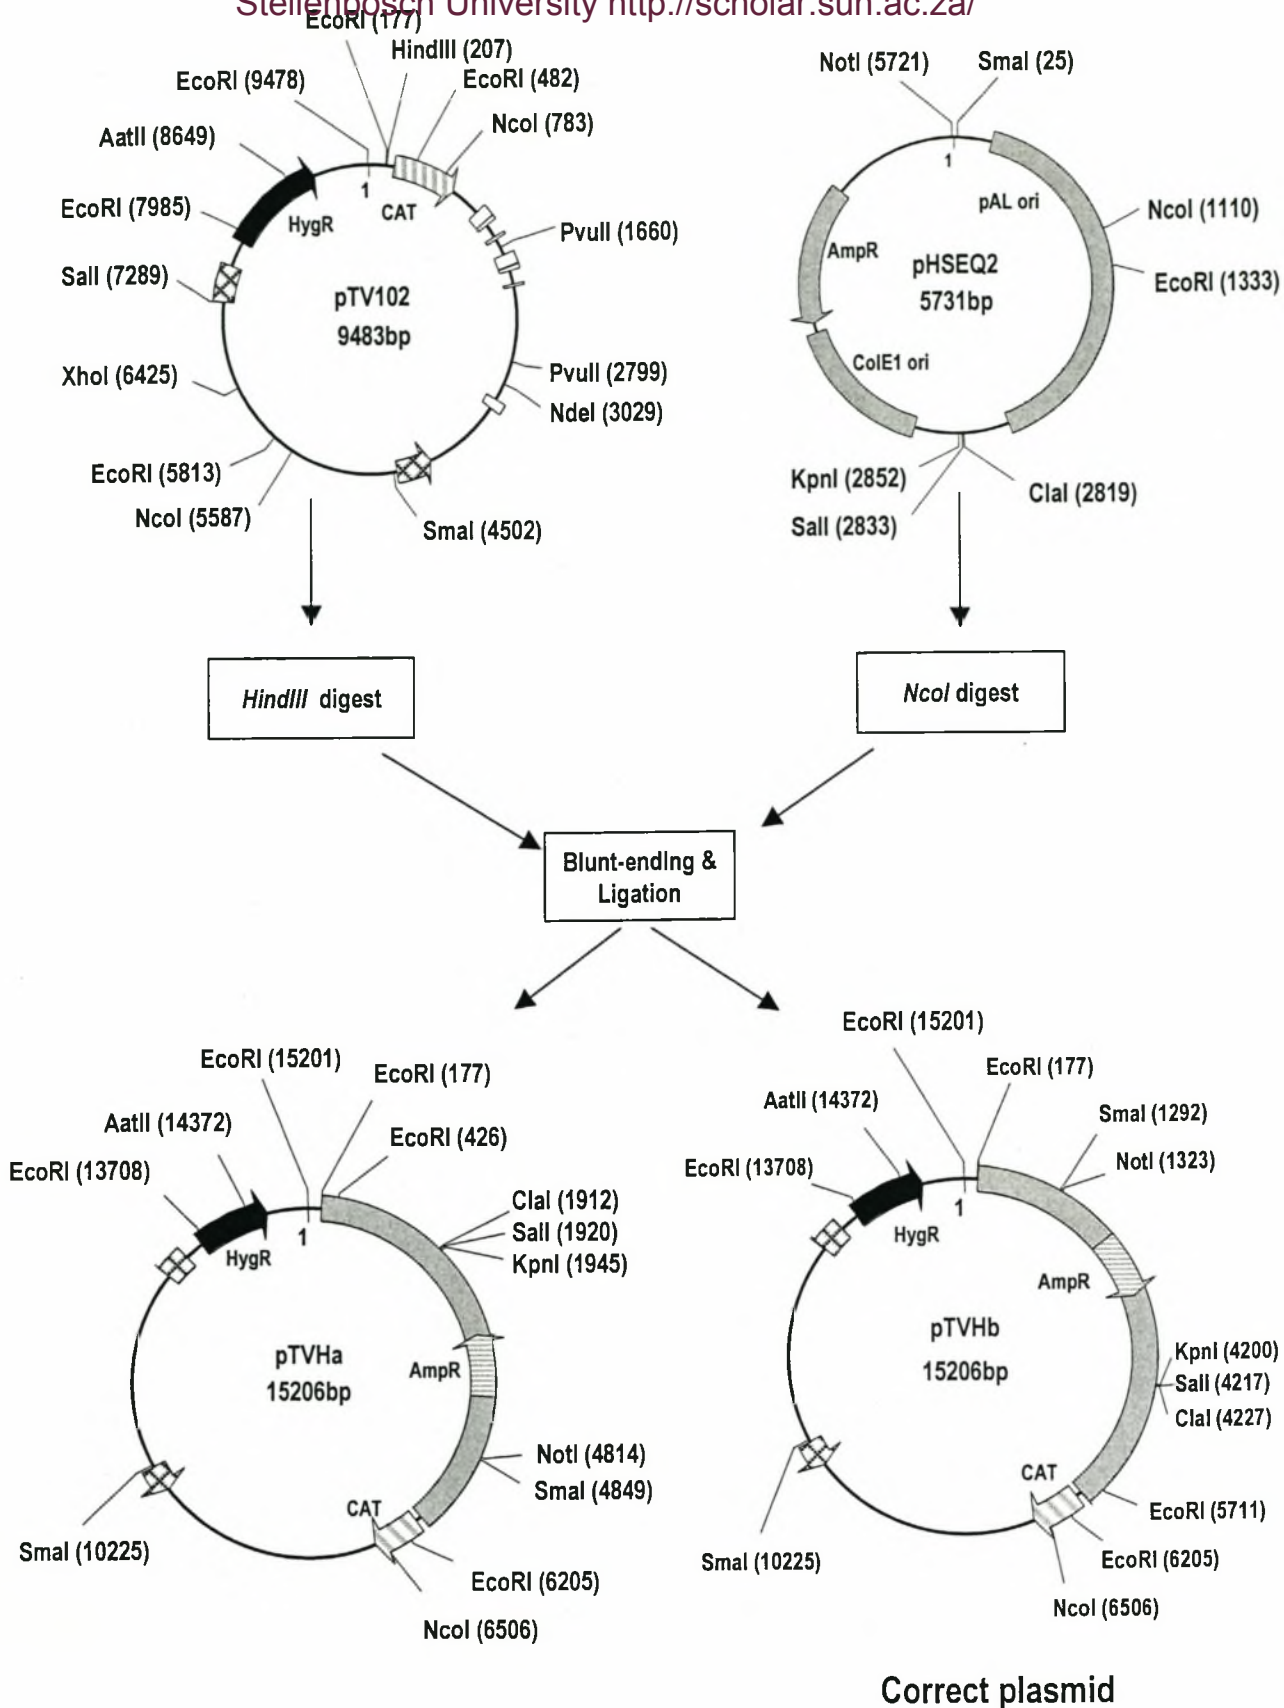 Stellenbosch University http://scholar.sun.ac.za/
EcoRI (177)
HindIII (207)
EcoRI (9478)
EcoRI (482)
AatII (8649)
NcoI (783)
EcoRI (7985)
HygR
1
CAT
PvuII (1660)
SalI (7289)
pTV102
9483bp
XhoI (6425)
PvuII (2799)
NdeI (3029)
EcoRI (5813)
NcoI (5587)
SmaI (4502)
NotI (5721)
SmaI (25)
1
pAL ori
NcoI (1110)
AmpR
pHSEQ2
5731bp
EcoRI (1333)
ColE1 ori
KpnI (2852)
ClaI (2819)
SalI (2833)
HindIII digest
NcoI digest
Blunt-ending &
Ligation
EcoRI (15201)
EcoRI (177)
AatII (14372)
EcoRI (426)
EcoRI (13708)
ClaI (1912)
SalI (1920)
KpnI (1945)
HygR
1
pTVHa
15206bp
AmpR
NotI (4814)
SmaI (4849)
CAT
SmaI (10225)
EcoRI (6205)
NcoI (6506)
EcoRI (15201)
EcoRI (177)
AatII (14372)
SmaI (1292)
EcoRI (13708)
NotI (1323)
HygR
1
AmpR
pTVHb
15206bp
KpnI (4200)
SalI (4217)
ClaI (4227)
CAT
EcoRI (5711)
SmaI (10225)
EcoRI (6205)
NcoI (6506)
Correct plasmid